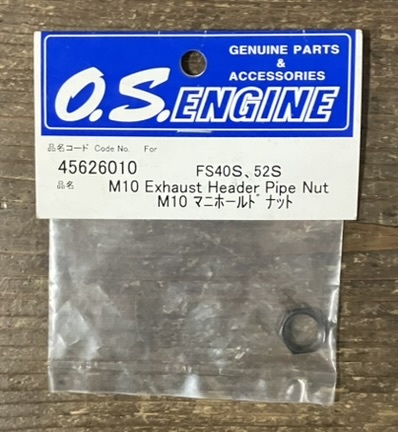 GENUINE PARTS
&
ACCESSORIES
O.S.ENGINE
品名コード Code No. For
45626010 FS40S、52S
品名 M10 Exhaust Header Pipe Nut
M10 マニホールドナット